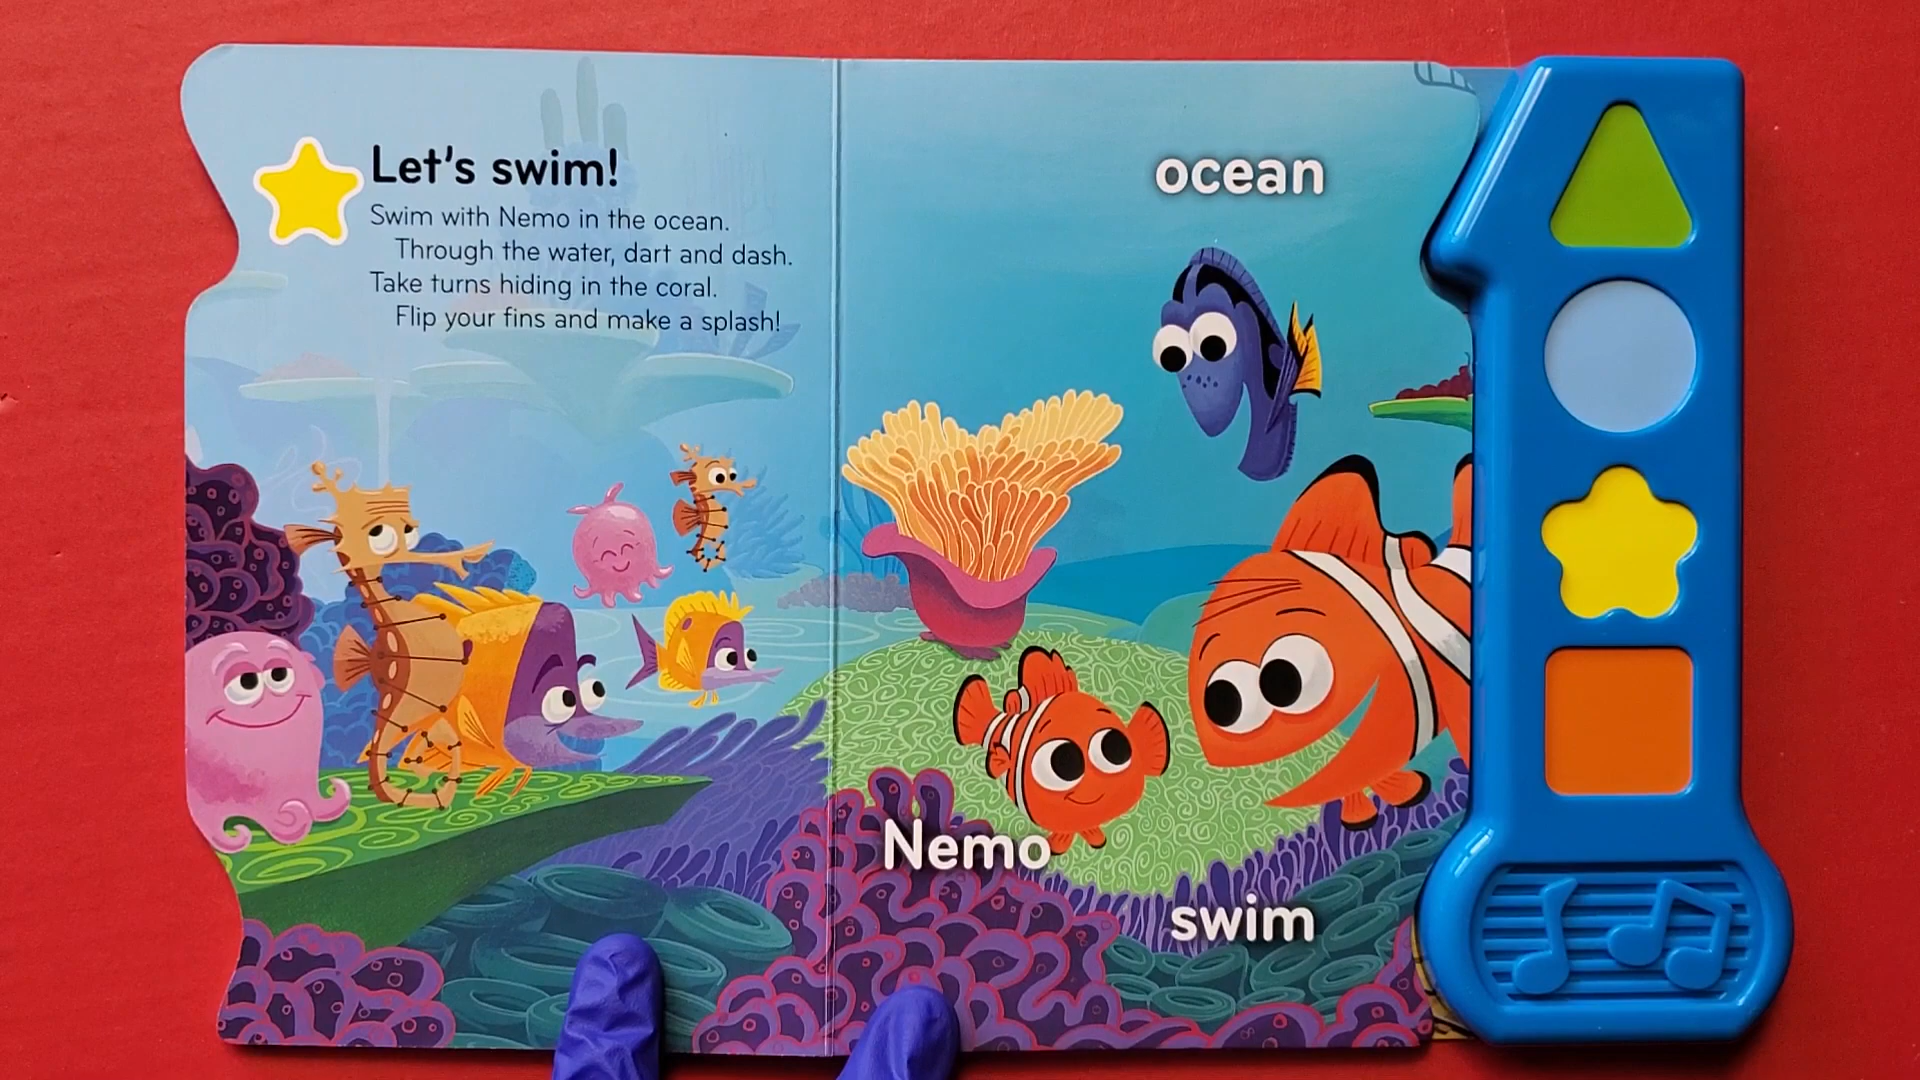 Let's swim!
Swim with Nemo in the ocean.
Through the water, dart and dash.
Take turns hiding in the coral.
Flip your fins and make a splash!
ocean
Nemo
swim